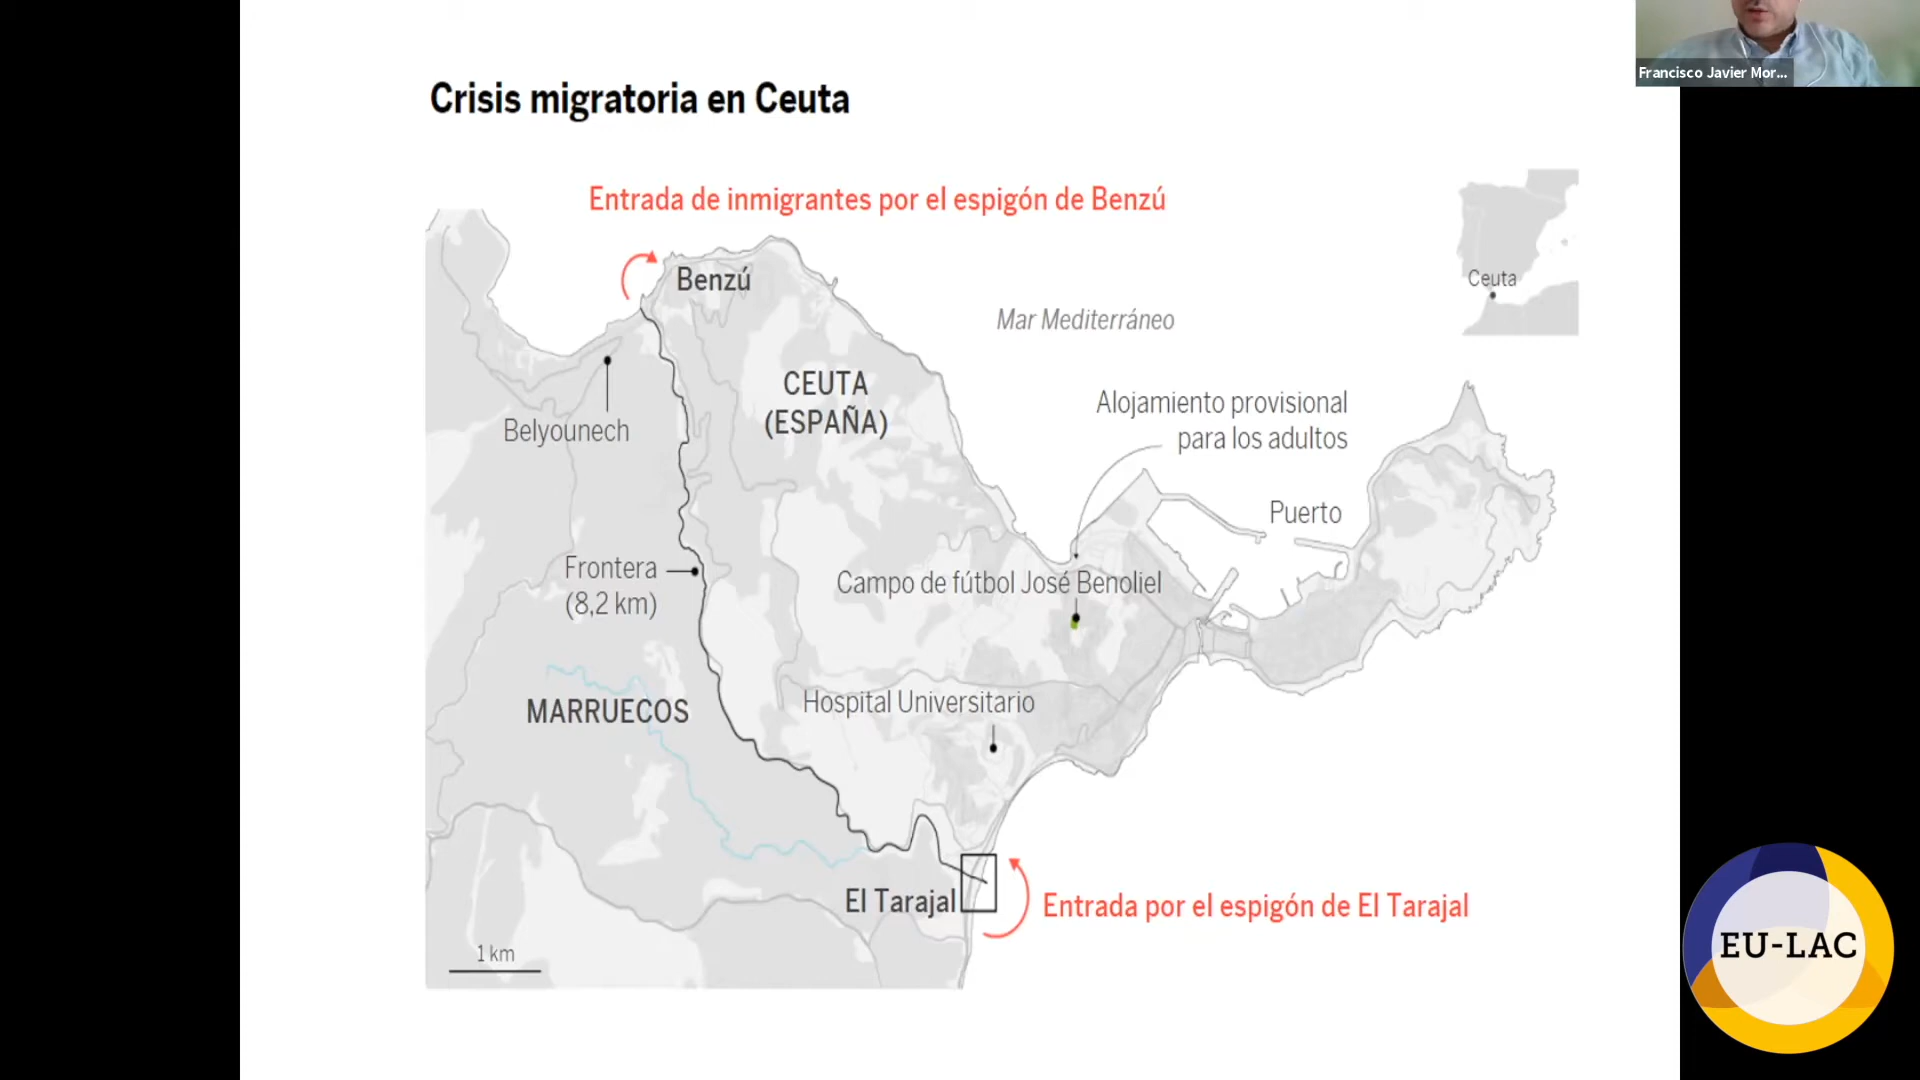 Francisco Javier Mor...
Crisis migratoria en Ceuta
Entrada de inmigrantes por el espigón de Benzú
Benzú
Ceuta
Mar Mediterráneo
CEUTA
(ESPAÑA)
Alojamiento provisional
para los adultos
Belyounech
Puerto
Frontera
(8,2 km)
Campo de fútbol José Benoliel
MARRUECOS
Hospital Universitario
El Tarajal
Entrada por el espigón de El Tarajal
1 km
EU-LAC